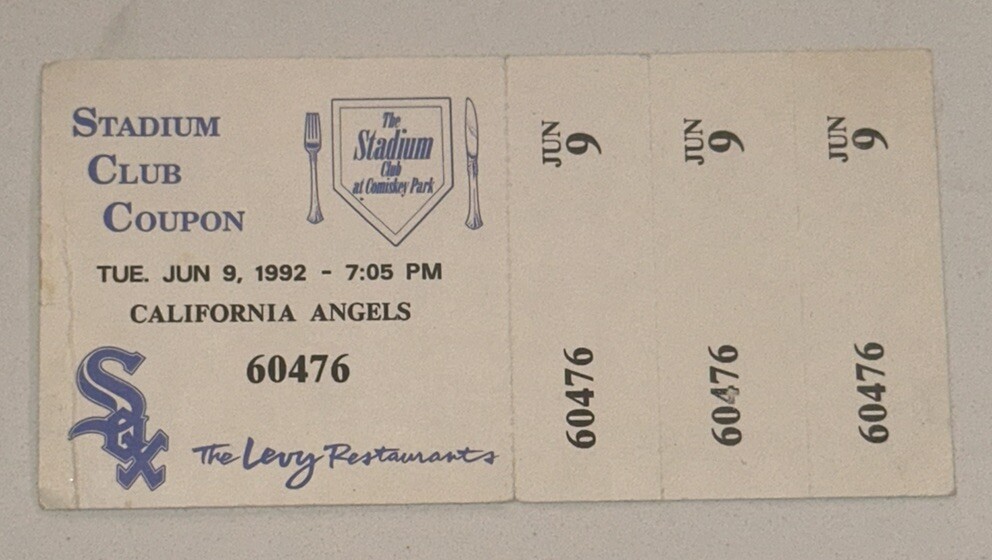 STADIUM
CLUB
COUPON
The
Stadium
Club
at Comiskey Park
TUE. JUN 9, 1992 - 7:05 PM
CALIFORNIA ANGELS
60476
Sox
The Levy Restaurants
JUN
9
60476
JUN
9
60476
JUN
9
60476